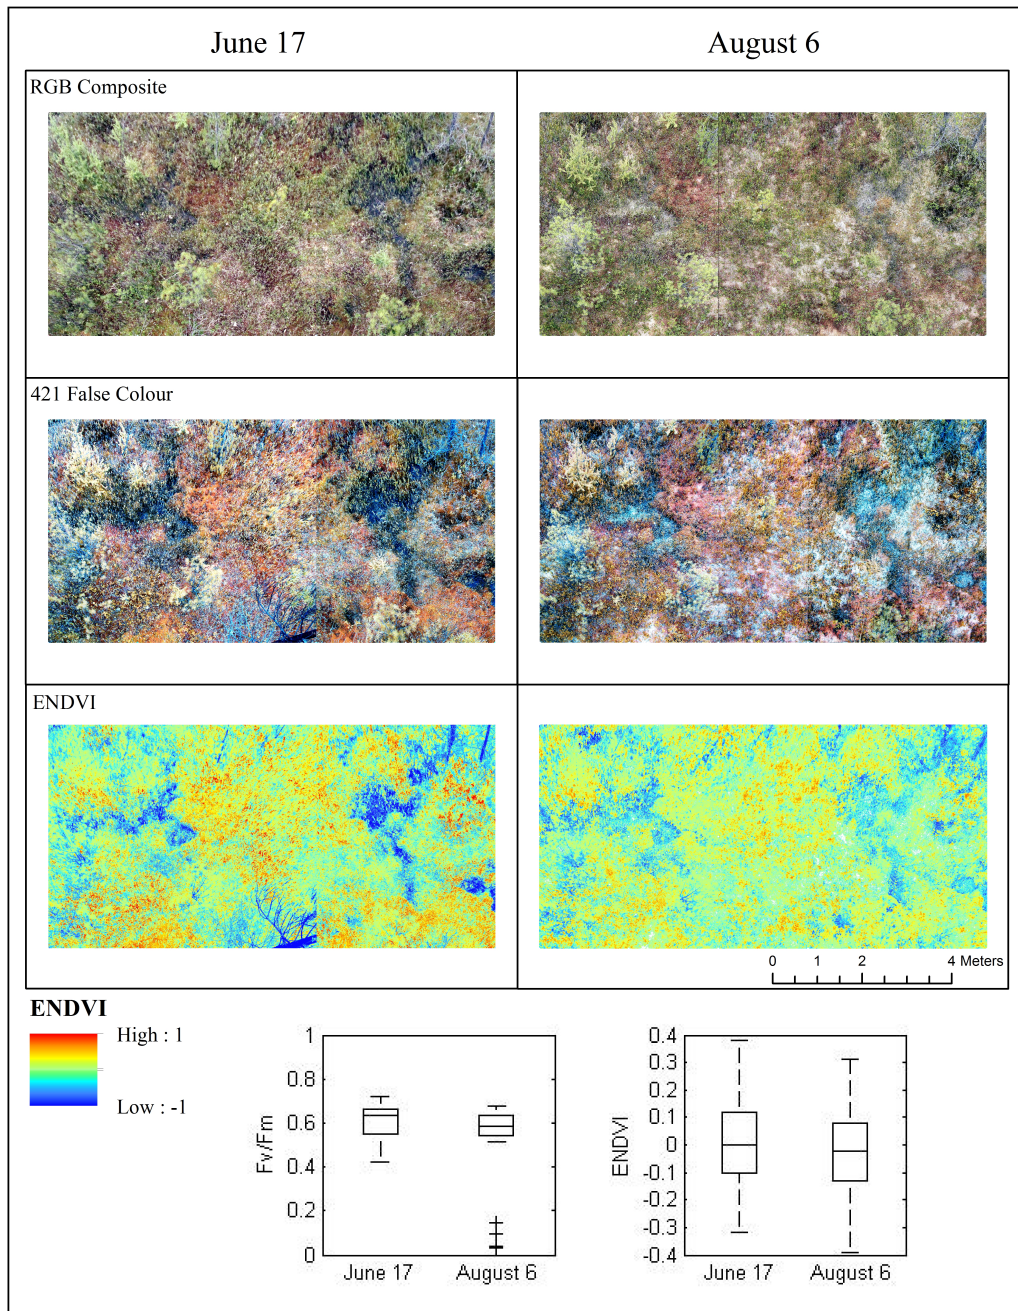 June 17
August 6
RGB Composite
421 False Colour
ENDVI
0 1 2 4 Meters
ENDVI
High : 1
Low : -1
1
0.8
0.6
0.4
0.2
0
Fv/Fm
June 17 August 6
0.4
0.3
0.2
0.1
0
-0.1
-0.2
-0.3
-0.4
ENDVI
June 17 August 6